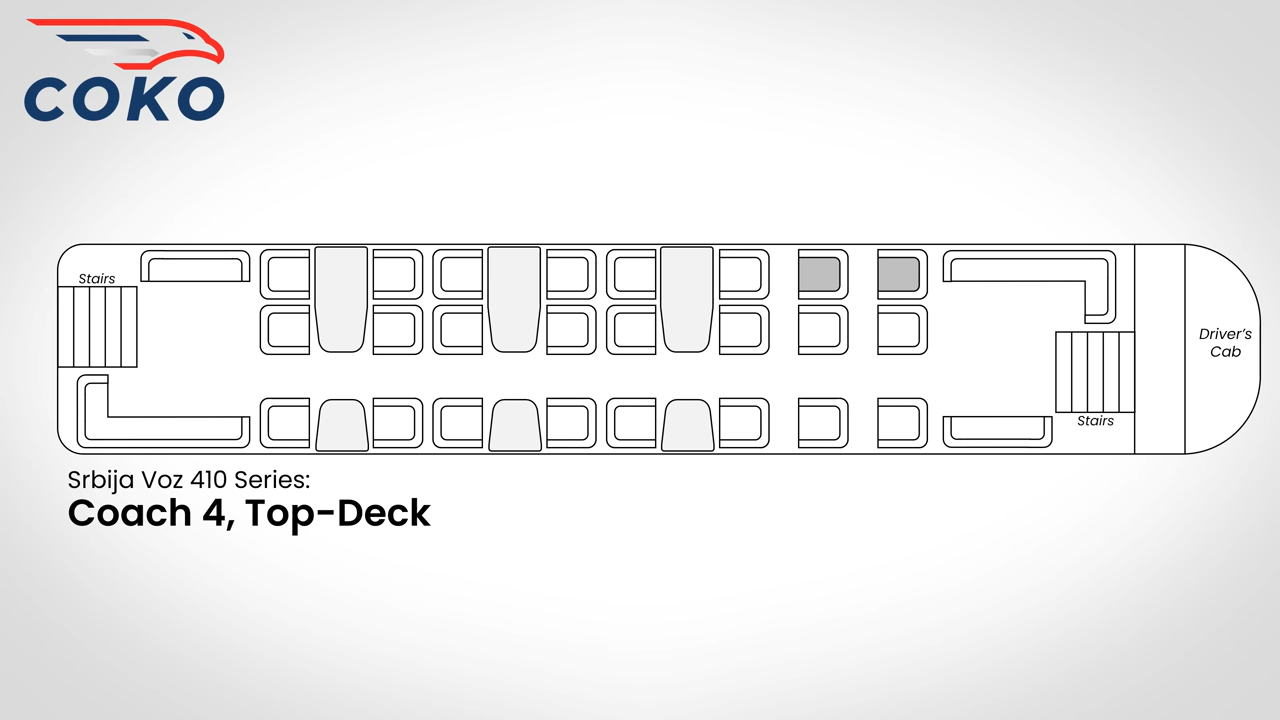 COKO
Stairs
Driver's
Cab
Stairs
Srbija Voz 410 Series:
Coach 4, Top-Deck